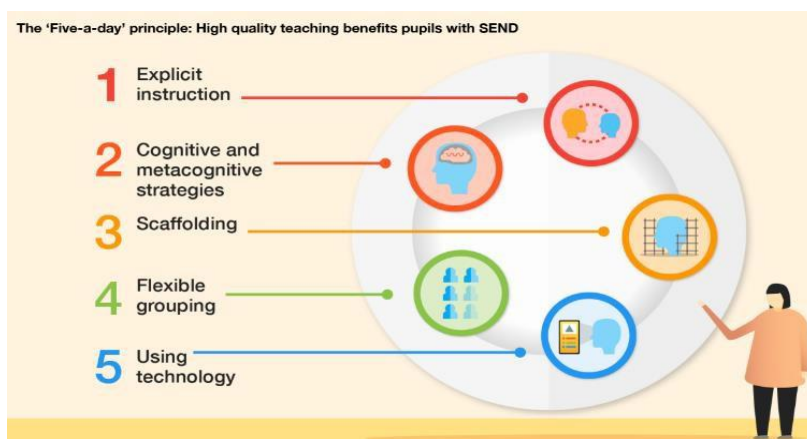 The ‘Five-a-day’ principle: High quality teaching benefits pupils with SEND
1 Explicit
instruction
2 Cognitive and
metacognitive
strategies
3 Scaffolding
4 Flexible
grouping
5 Using
technology